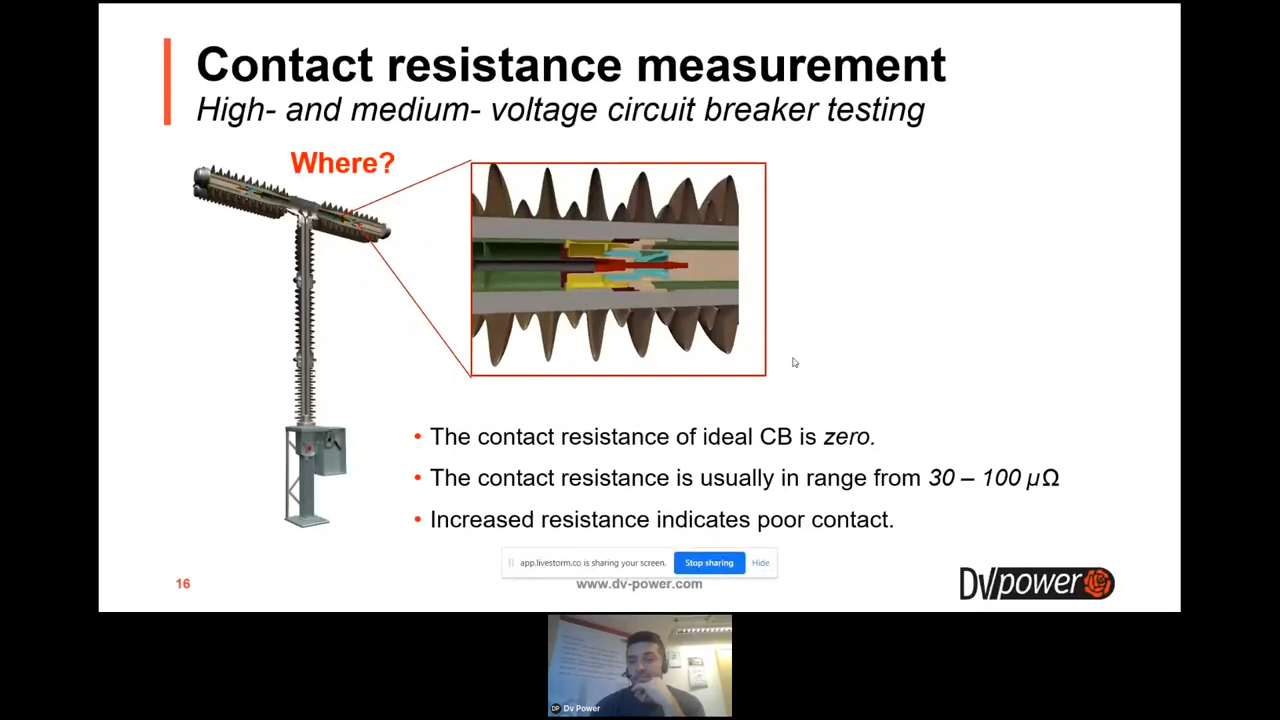 Contact resistance measurement
High- and medium- voltage circuit breaker testing
Where?
• The contact resistance of ideal CB is zero.
• The contact resistance is usually in range from 30 – 100 μΩ
• Increased resistance indicates poor contact.
app.livestorm.co is sharing your screen. Stop sharing Hide
16
www.dv-power.com
DV/power
DP Dv Power